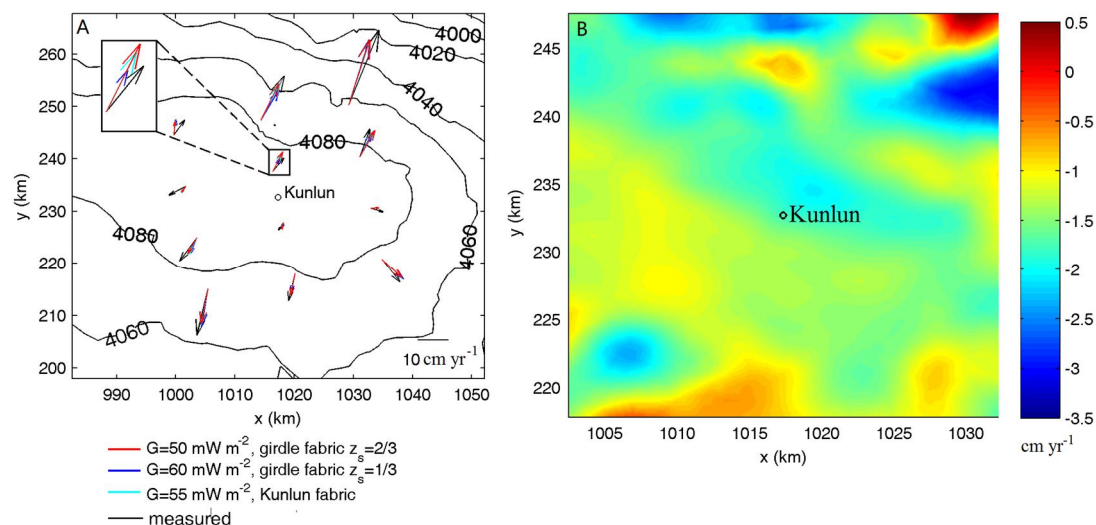 A
4000
4020
4040
4080
Kunlun
4080
4060
4060
10 cm yr-1
260
250
240
230
220
210
200
y (km)
990 1000 1010 1020 1030 1040 1050
x (km)
G=50 mW m-2, girdle fabric zs=2/3
G=60 mW m-2, girdle fabric zs=1/3
G=55 mW m-2, Kunlun fabric
measured
B
Kunlun
245
240
235
230
225
220
y (km)
1005 1010 1015 1020 1025 1030
x (km)
0.5
0
-0.5
-1
-1.5
-2
-2.5
-3
-3.5
cm yr-1